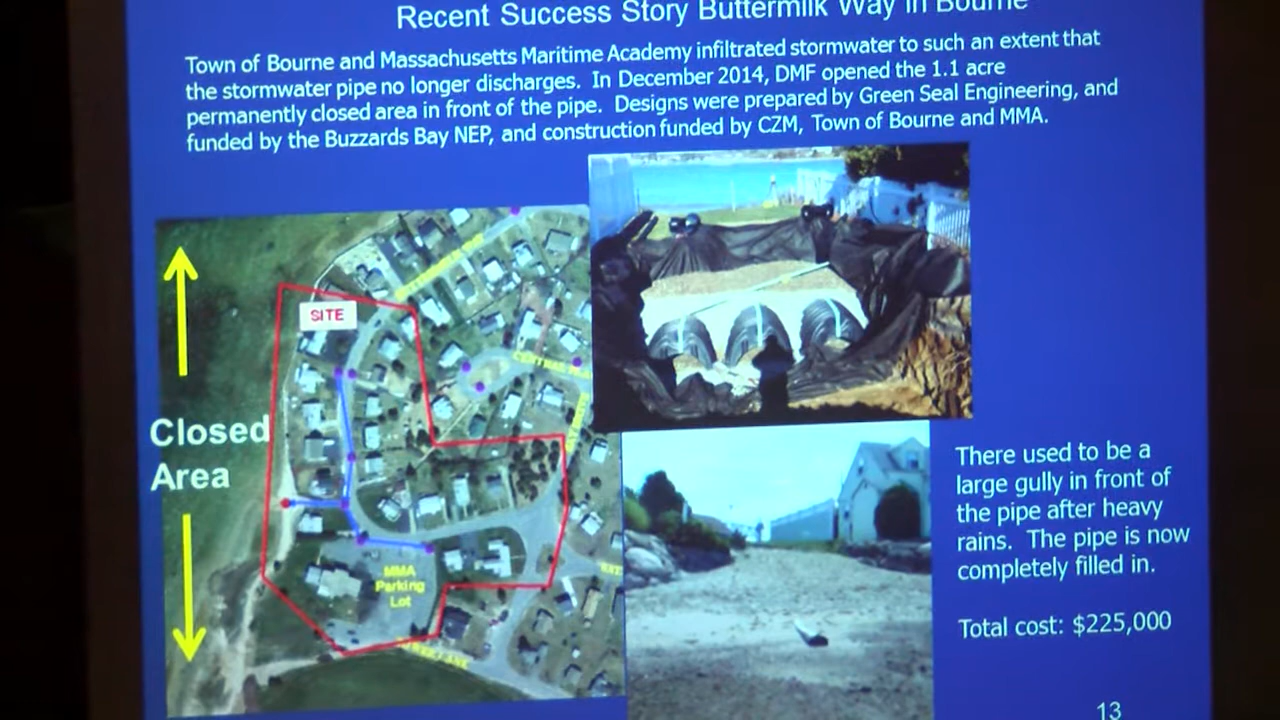 Recent Success Story Buttermilk Way in Bourne
Town of Bourne and Massachusetts Maritime Academy infiltrated stormwater to such an extent that
the stormwater pipe no longer discharges. In December 2014, DMF opened the 1.1 acre
permanently closed area in front of the pipe. Designs were prepared by Green Seal Engineering, and
funded by the Buzzards Bay NEP, and construction funded by CZM, Town of Bourne and MMA.
SITE
Closed
Area
MMA
Parking
Lot
There used to be a
large gully in front of
the pipe after heavy
rains. The pipe is now
completely filled in.
Total cost: $225,000
13